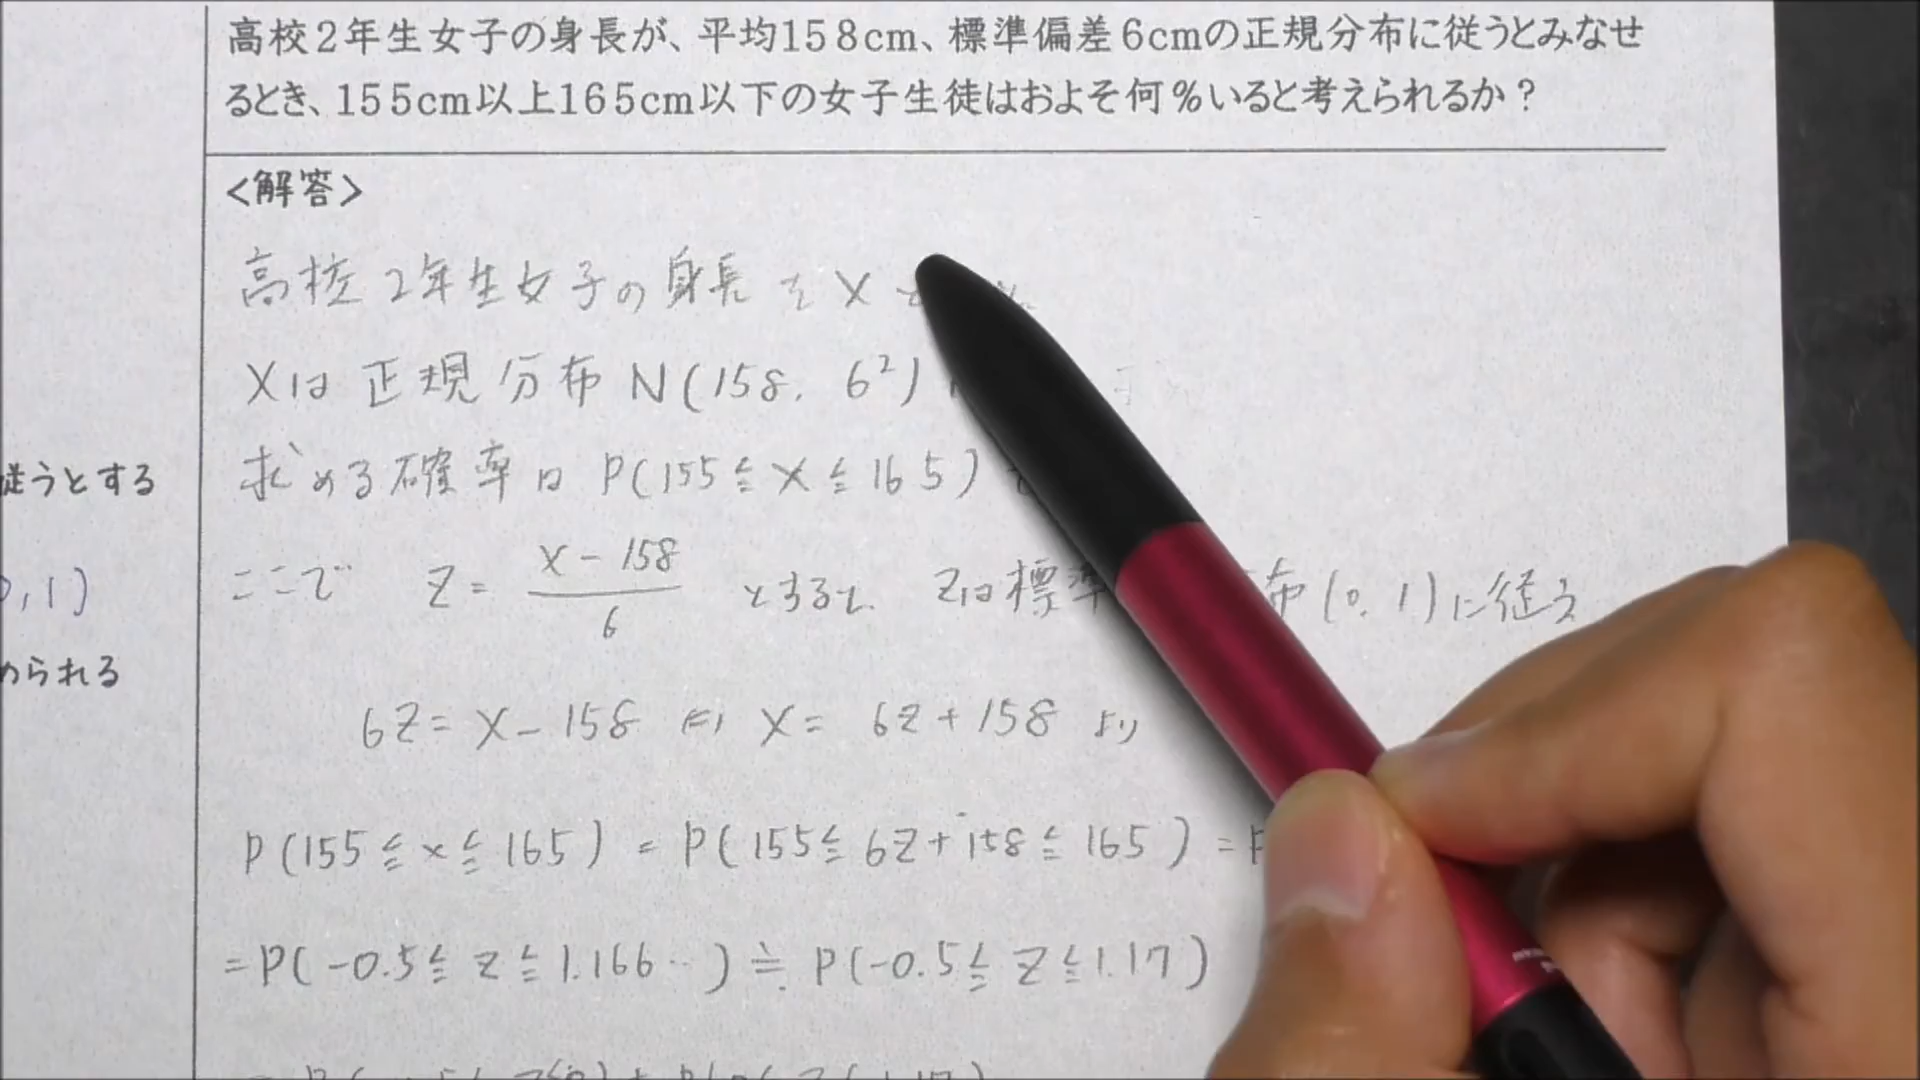 高校2年生女子の身長が、平均158cm、標準偏差6cmの正規分布に従うとみなせ
るとき、155cm以上165cm以下の女子生徒はおよそ何%いると考えられるか?
<解答>
高校2年生女子の身長をXと
Xは正規分布N(158, 6²)
従うとする
求める確率はP(155≦X≦165)
0,1)
ここで Z= X-158/6 とすると、Zは標準 布(0,1)に従う
められる
6Z=X-158 ⇔ X= 6Z+158 より
P(155≦X≦165) = P(155≦6Z+158≦165) = P
=P(-0.5≦Z≦1.166…)≒P(-0.5≦Z≦1.17)